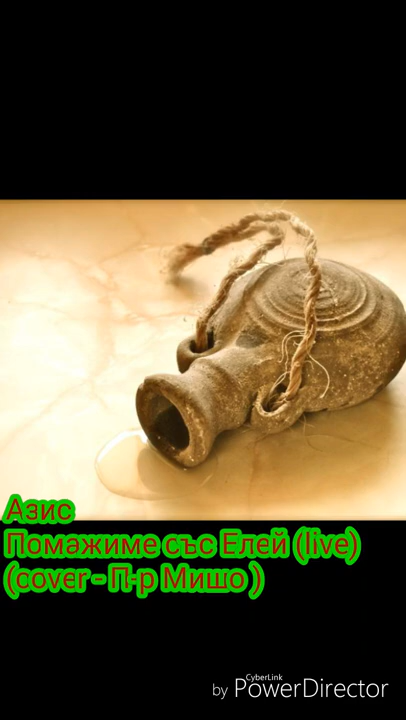 Азис
Помажиме със Елей (live)
(cover - П-р Мишо )
CyberLink
by PowerDirector